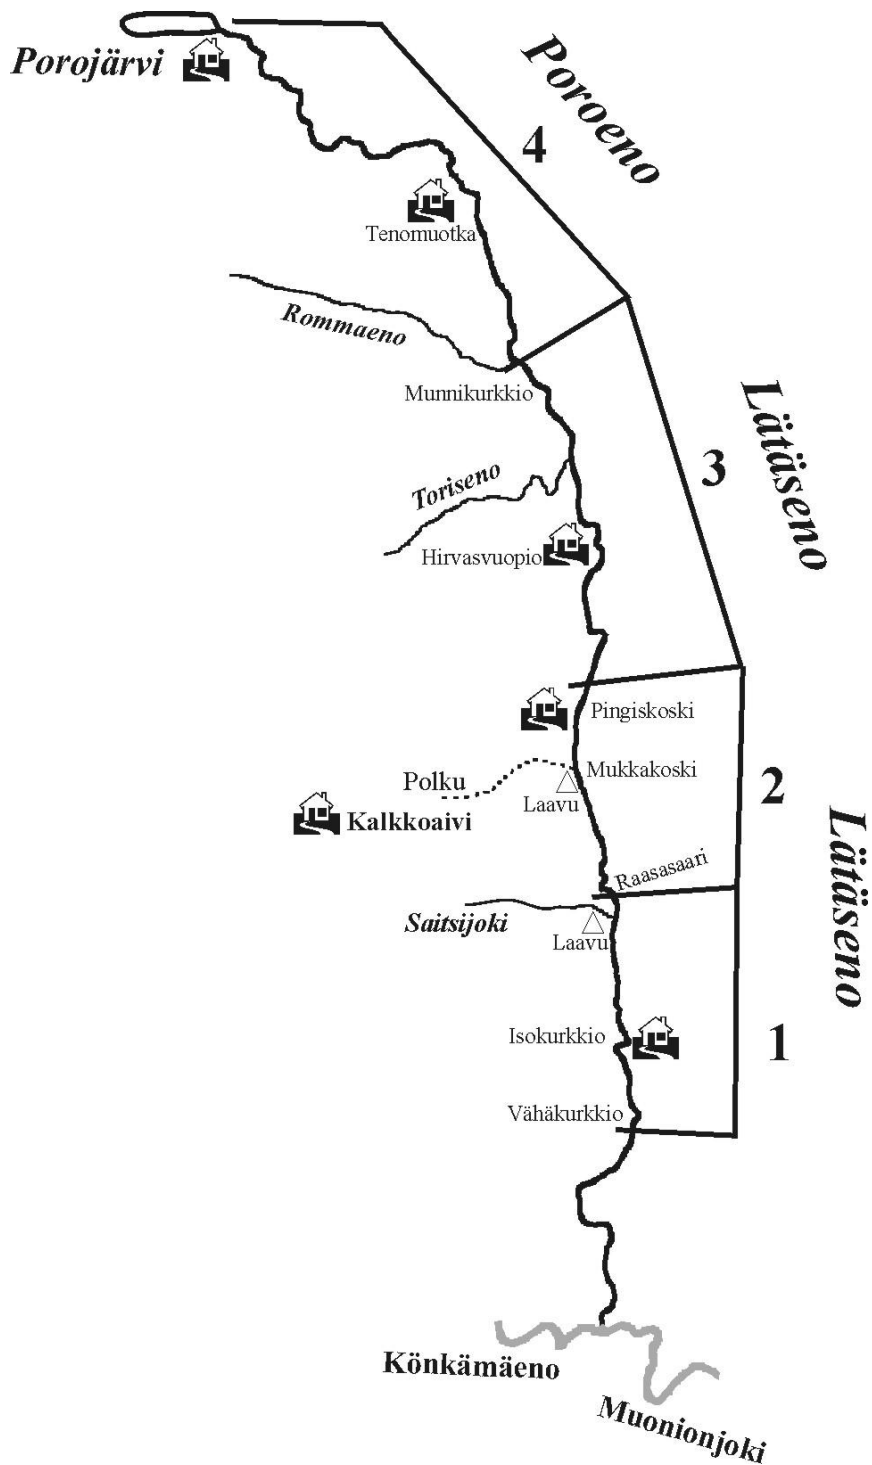 Porojärvi
Poroeno
4
Tenomuotka
Rommaeno
Munnikurkkio
Lätäseno
3
Toriseno
Hirvasvuopio
Pingiskoski
Mukkakoski
Polku
2
Laavu
Kalkkoaivi
Lätäseno
Raasasaari
Saitsijoki
Laavu
Isokurkkio
1
Vähäkurkkio
Könkämäeno
Muonionjoki